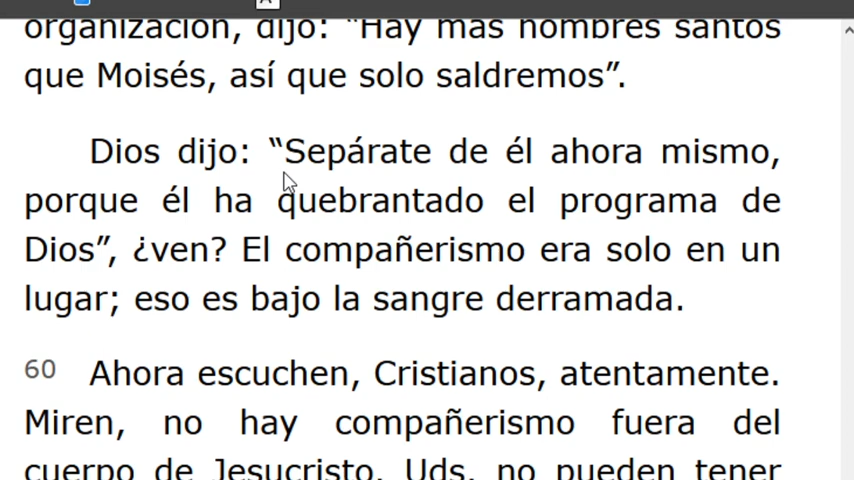 organización, dijo: “Hay más hombres santos
que Moisés, así que solo saldremos”.
Dios dijo: “Sepárate de él ahora mismo,
porque él ha quebrantado el programa de
Dios”, ¿ven? El compañerismo era solo en un
lugar; eso es bajo la sangre derramada.
60 Ahora escuchen, Cristianos, atentamente.
Miren, no hay compañerismo fuera del
cuerpo de Jesucristo. Uds. no pueden tener